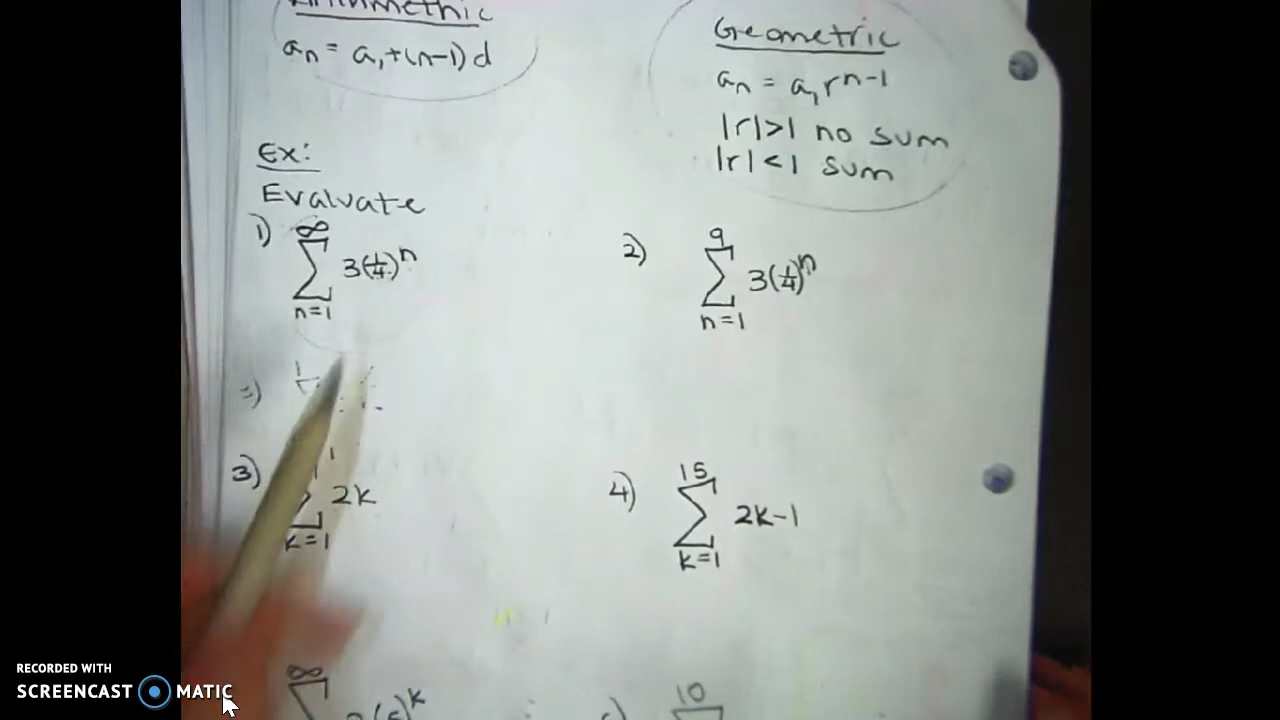 Arithmethic
an = a1+(n-1)d
Geometric
an = a1rn-1
|r|>1 no sum
|r|<1 sum
Ex:
Evaluate
1) ∞ Σ n=1 3(1/4)^n
2) 9 Σ n=1 3(1/4)^n
3) Σ k=1 2k
4) 15 Σ k=1 2k-1
∞ Σ (5)^k
10 Σ
RECORDED WITH
SCREENCAST MATIC